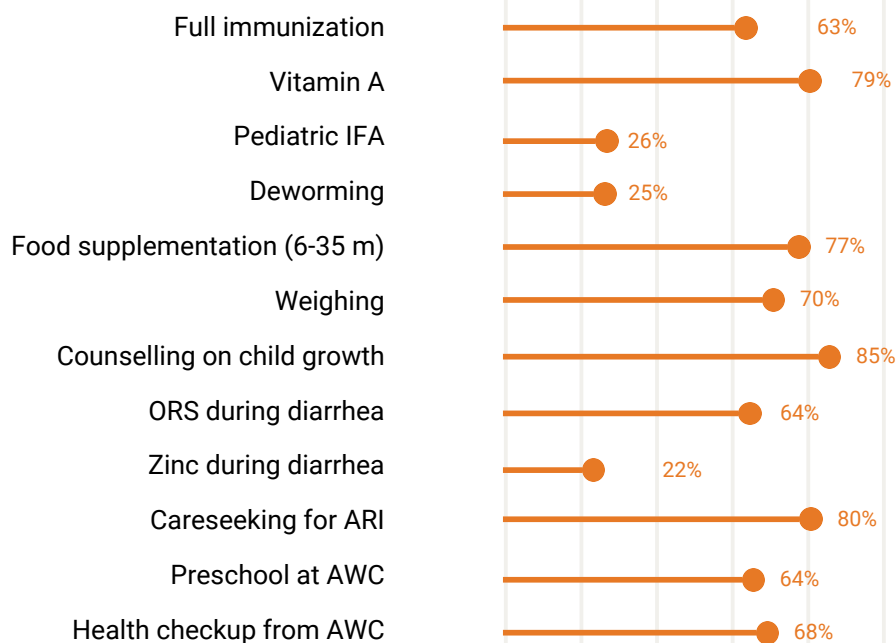 Full immunization 63%
Vitamin A 79%
Pediatric IFA 26%
Deworming 25%
Food supplementation (6-35 m) 77%
Weighing 70%
Counselling on child growth 85%
ORS during diarrhea 64%
Zinc during diarrhea 22%
Careseeking for ARI 80%
Preschool at AWC 64%
Health checkup from AWC 68%